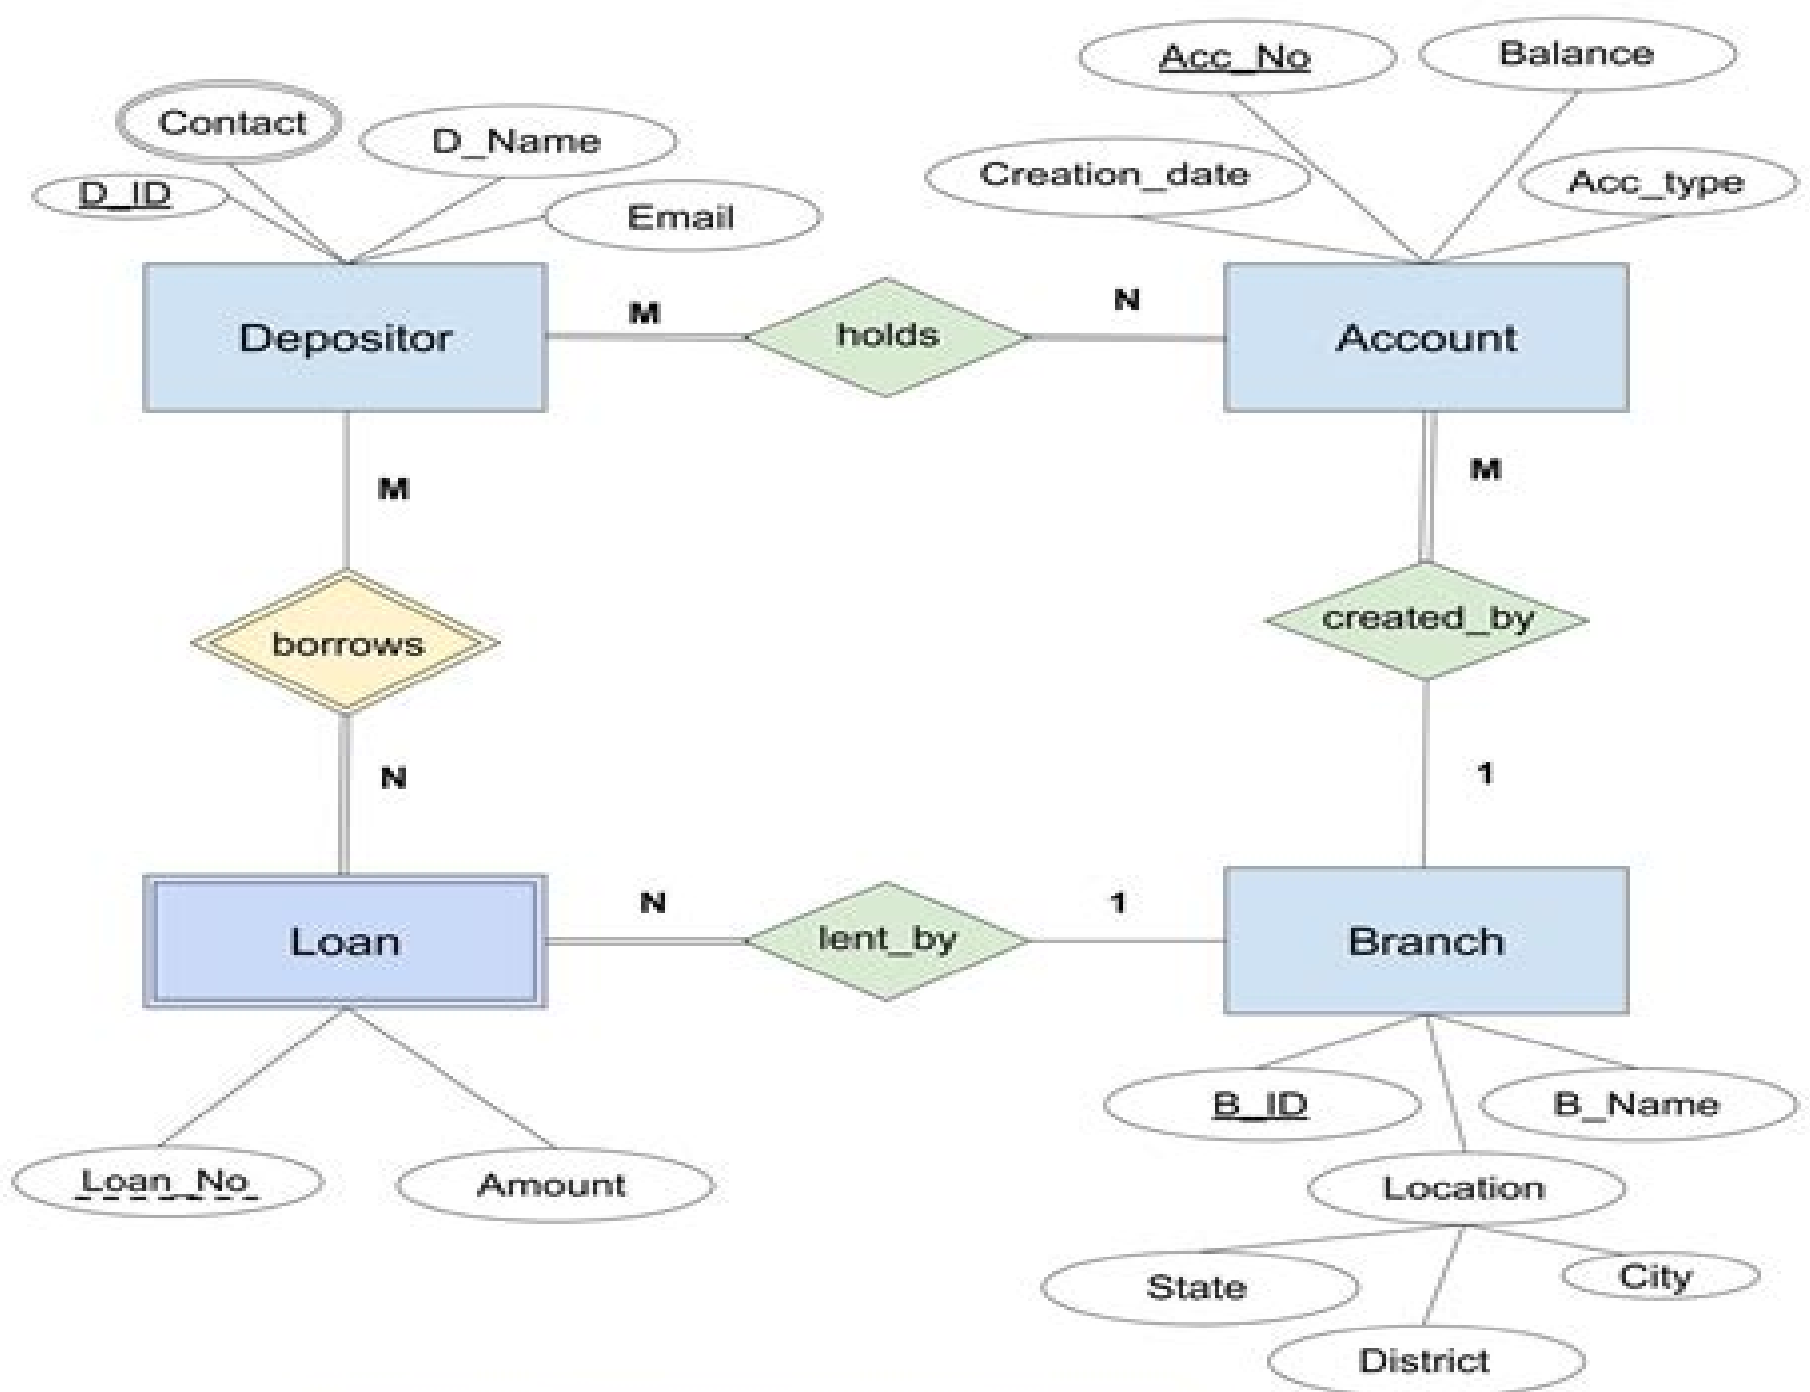 Acc_No
Balance
Contact
D_Name
Creation_date
Acc_type
D_ID
Email
Depositor
M
holds
N
Account
M
M
borrows
created_by
N
1
Loan
N
lent_by
1
Branch
B_ID
B_Name
Loan_No
Amount
Location
State
City
District